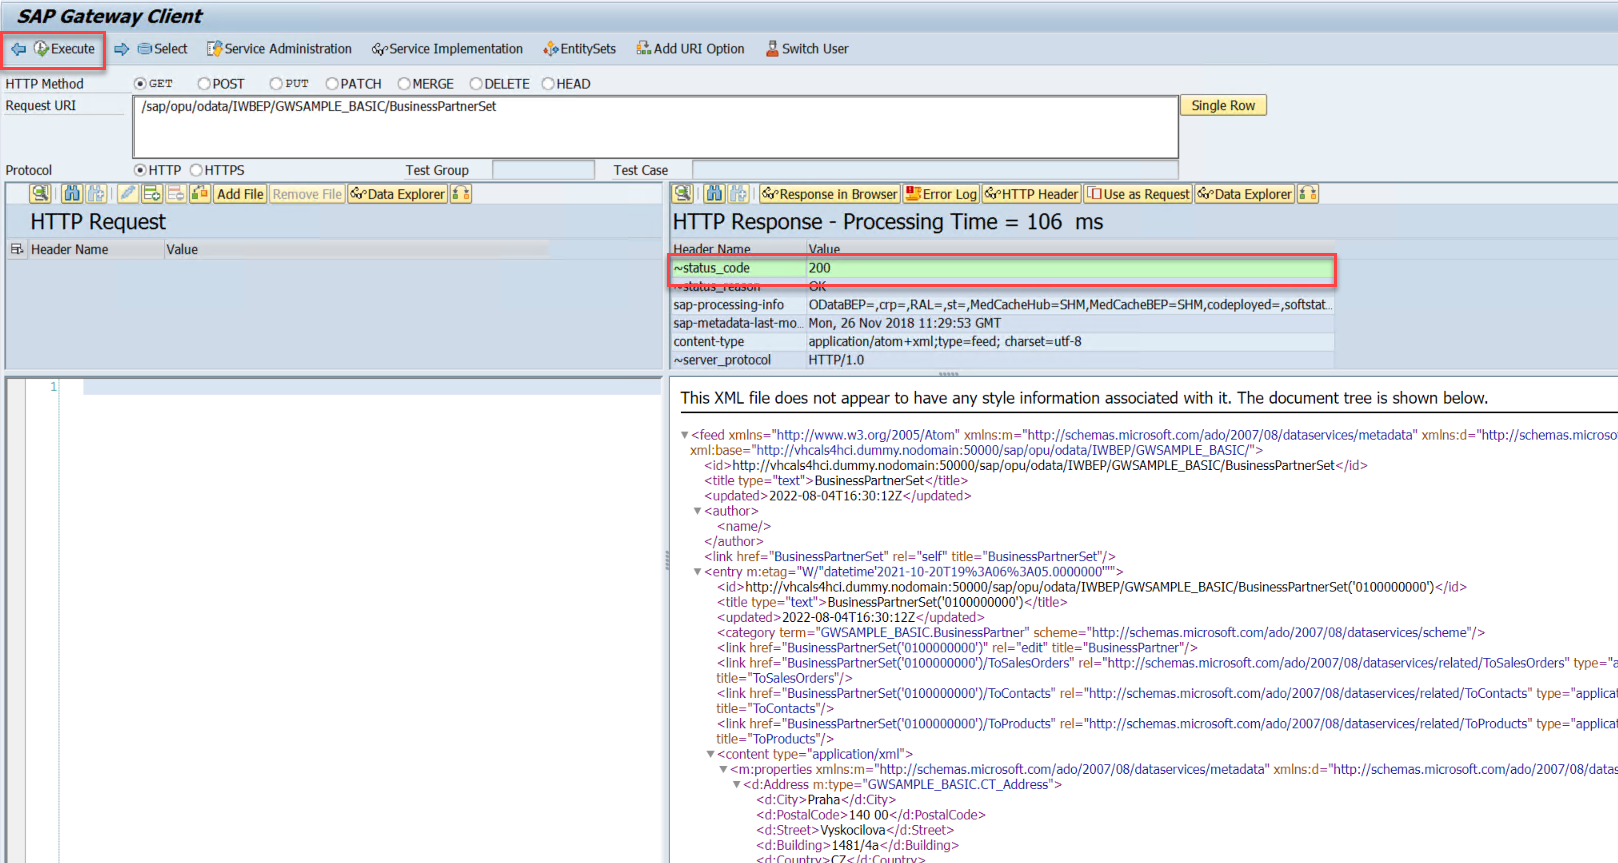 SAP Gateway Client
Execute Select Service Administration Service Implementation EntitySets Add URI Option Switch User
HTTP Method GET POST PUT PATCH MERGE DELETE HEAD
Request URI /sap/opu/odata/IWBEP/GWSAMPLE_BASIC/BusinessPartnerSet Single Row
Protocol HTTP HTTPS Test Group Test Case
Add File Remove File Data Explorer
HTTP Request
Header Name Value
1
Response in Browser Error Log HTTP Header Use as Request Data Explorer
HTTP Response - Processing Time = 106 ms
Header Name Value
~status_code 200
~status_reason OK
sap-processing-info ODataBEP=,crp=,RAL=,st=,MedCacheHub=SHM,MedCacheBEP=SHM,codeployed=,softstat...
sap-metadata-last-mo... Mon, 26 Nov 2018 11:29:53 GMT
content-type application/atom+xml;type=feed; charset=utf-8
~server_protocol HTTP/1.0
This XML file does not appear to have any style information associated with it. The document tree is shown below.
<feed xmlns="http://www.w3.org/2005/Atom" xmlns:m="http://schemas.microsoft.com/ado/2007/08/dataservices/metadata" xmlns:d="http://schemas.microso
xml:base="http://vhcals4hci.dummy.nodomain:50000/sap/opu/odata/IWBEP/GWSAMPLE_BASIC/">
<id>http://vhcals4hci.dummy.nodomain:50000/sap/opu/odata/IWBEP/GWSAMPLE_BASIC/BusinessPartnerSet</id>
<title type="text">BusinessPartnerSet</title>
<updated>2022-08-04T16:30:12Z</updated>
<author>
<name/>
</author>
<link href="BusinessPartnerSet" rel="self" title="BusinessPartnerSet"/>
<entry m:etag="W/"datetime'2021-10-20T19%3A06%3A05.0000000'"">
<id>http://vhcals4hci.dummy.nodomain:50000/sap/opu/odata/IWBEP/GWSAMPLE_BASIC/BusinessPartnerSet('0100000000')</id>
<title type="text">BusinessPartnerSet('0100000000')</title>
<updated>2022-08-04T16:30:12Z</updated>
<category term="GWSAMPLE_BASIC.BusinessPartner" scheme="http://schemas.microsoft.com/ado/2007/08/dataservices/scheme"/>
<link href="BusinessPartnerSet('0100000000')" rel="edit" title="BusinessPartner"/>
<link href="BusinessPartnerSet('0100000000')/ToSalesOrders" rel="http://schemas.microsoft.com/ado/2007/08/dataservices/related/ToSalesOrders" type="a
title="ToSalesOrders"/>
<link href="BusinessPartnerSet('0100000000')/ToContacts" rel="http://schemas.microsoft.com/ado/2007/08/dataservices/related/ToContacts" type="applicat
title="ToContacts"/>
<link href="BusinessPartnerSet('0100000000')/ToProducts" rel="http://schemas.microsoft.com/ado/2007/08/dataservices/related/ToProducts" type="applicat
title="ToProducts"/>
<content type="application/xml">
<m:properties xmlns:m="http://schemas.microsoft.com/ado/2007/08/dataservices/metadata" xmlns:d="http://schemas.microsoft.com/ado/2007/08/datas
<d:Address m:type="GWSAMPLE_BASIC.CT_Address">
<d:City>Praha</d:City>
<d:PostalCode>140 00</d:PostalCode>
<d:Street>Vyskocilova</d:Street>
<d:Building>1481/4a</d:Building>
<d:Country>CZ</d:Country>